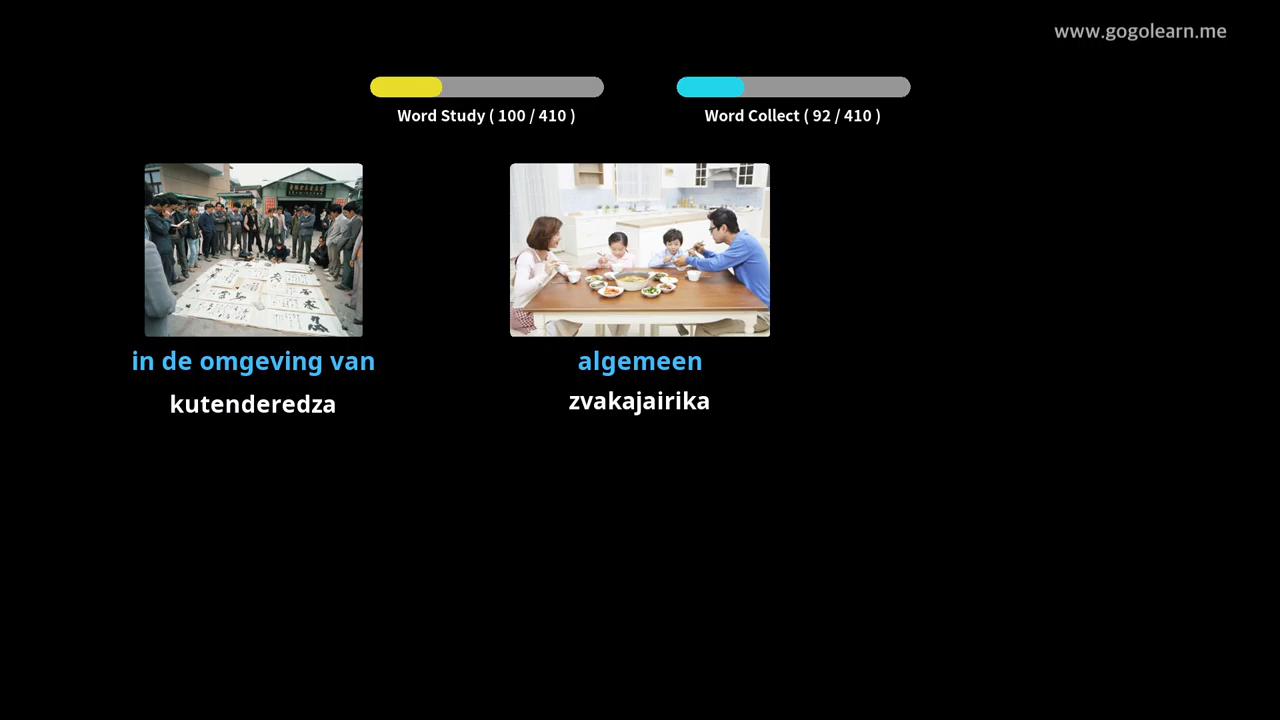 www.gogolearn.me
Word Study ( 100 / 410 )
Word Collect ( 92 / 410 )
in de omgeving van
kutenderedza
algemeen
zvakajairika